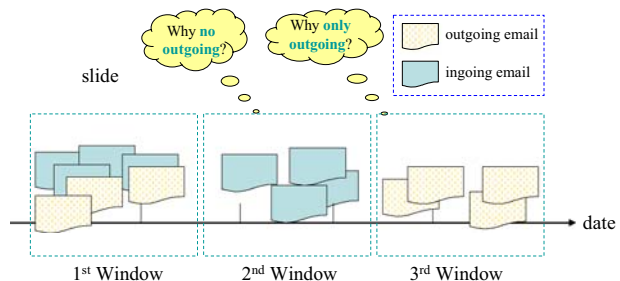 Why no
outgoing?
Why only
outgoing?
outgoing email
ingoing email
slide
date
1st Window
2nd Window
3rd Window